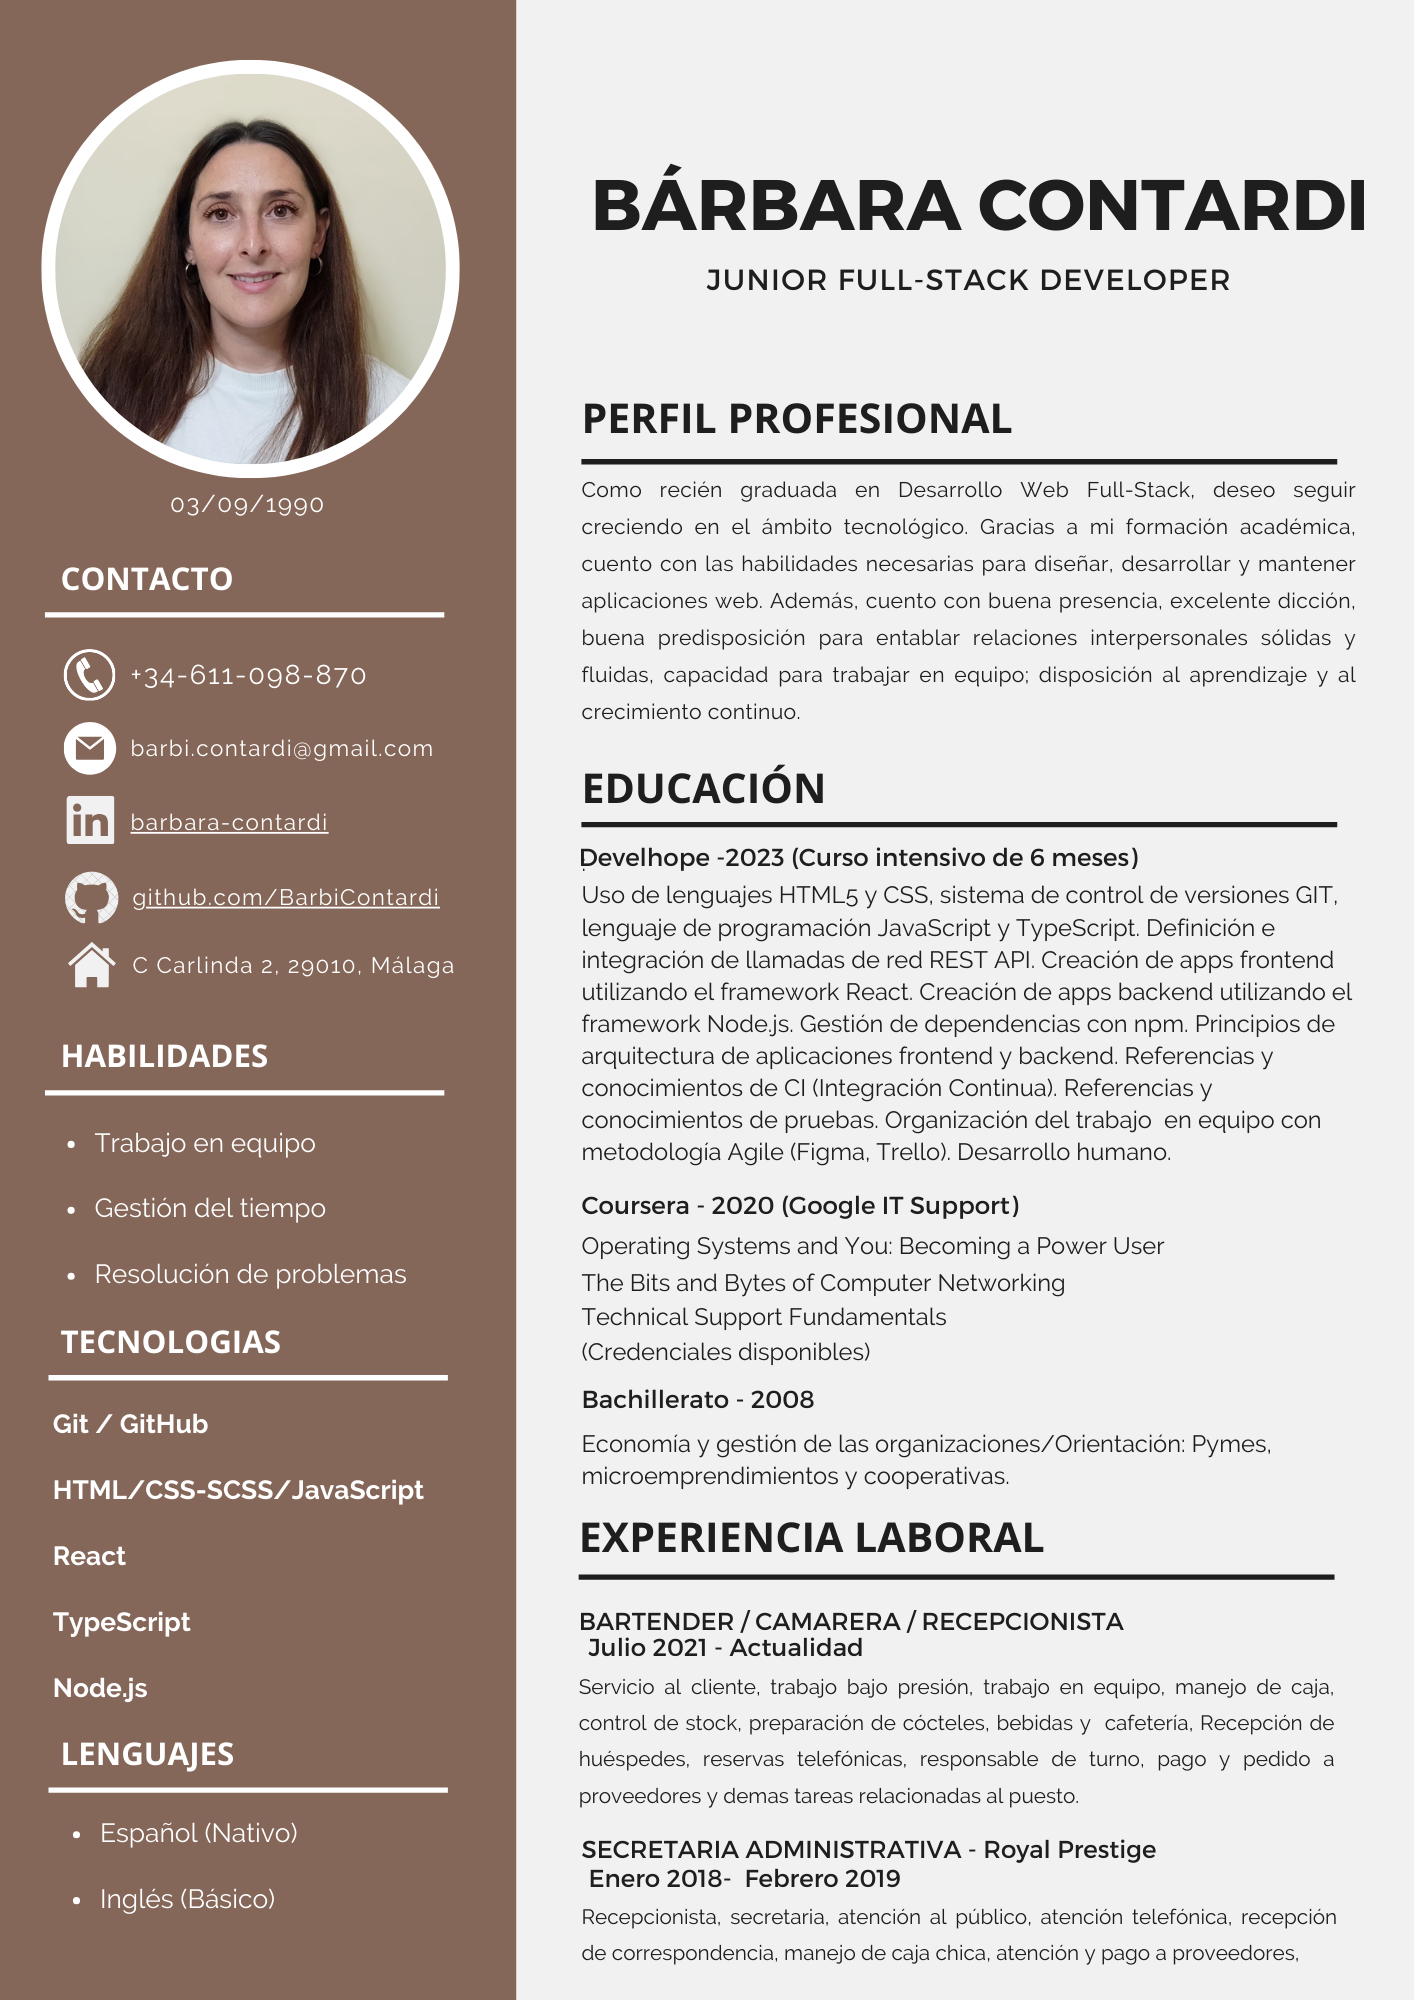 03/09/1990
CONTACTO
+34-611-098-870
barbi.contardi@gmail.com
in
barbara-contardi
github.com/BarbiContardi
C Carlinda 2, 29010, Málaga
HABILIDADES
• Trabajo en equipo
• Gestión del tiempo
• Resolución de problemas
TECNOLOGIAS
Git / GitHub
HTML/CSS-SCSS/JavaScript
React
TypeScript
Node.js
LENGUAJES
• Español (Nativo)
• Inglés (Básico)
BÁRBARA CONTARDI
JUNIOR FULL-STACK DEVELOPER
PERFIL PROFESIONAL
Como recién graduada en Desarrollo Web Full-Stack, deseo seguir
creciendo en el ámbito tecnológico. Gracias a mi formación académica,
cuento con las habilidades necesarias para diseñar, desarrollar y mantener
aplicaciones web. Además, cuento con buena presencia, excelente dicción,
buena predisposición para entablar relaciones interpersonales sólidas y
fluidas, capacidad para trabajar en equipo; disposición al aprendizaje y al
crecimiento continuo.
EDUCACIÓN
Develhope -2023 (Curso intensivo de 6 meses)
Uso de lenguajes HTML5 y CSS, sistema de control de versiones GIT,
lenguaje de programación JavaScript y TypeScript. Definición e
integración de llamadas de red REST API. Creación de apps frontend
utilizando el framework React. Creación de apps backend utilizando el
framework Node.js. Gestión de dependencias con npm. Principios de
arquitectura de aplicaciones frontend y backend. Referencias y
conocimientos de CI (Integración Continua). Referencias y
conocimientos de pruebas. Organización del trabajo  en equipo con
metodología Agile (Figma, Trello). Desarrollo humano.
Coursera - 2020 (Google IT Support)
Operating Systems and You: Becoming a Power User
The Bits and Bytes of Computer Networking
Technical Support Fundamentals
(Credenciales disponibles)
Bachillerato - 2008
Economía y gestión de las organizaciones/Orientación: Pymes,
microemprendimientos y cooperativas.
EXPERIENCIA LABORAL
BARTENDER / CAMARERA / RECEPCIONISTA
Julio 2021 - Actualidad
Servicio al cliente, trabajo bajo presión, trabajo en equipo, manejo de caja,
control de stock, preparación de cócteles, bebidas y  cafetería, Recepción de
huéspedes, reservas telefónicas, responsable de turno, pago y pedido a
proveedores y demas tareas relacionadas al puesto.
SECRETARIA ADMINISTRATIVA - Royal Prestige
Enero 2018-  Febrero 2019
Recepcionista, secretaria, atención al público, atención telefónica, recepción
de correspondencia, manejo de caja chica, atención y pago a proveedores,